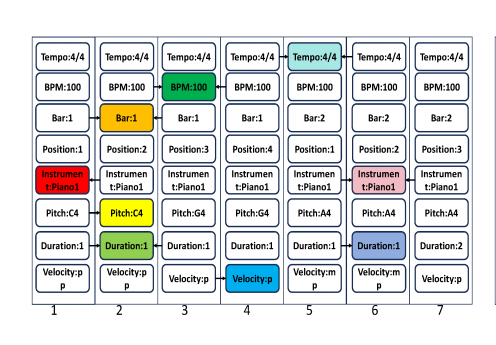 Tempo:4/4 Tempo:4/4 Tempo:4/4 Tempo:4/4 Tempo:4/4 Tempo:4/4 Tempo:4/4
BPM:100 BPM:100 BPM:100 BPM:100 BPM:100 BPM:100 BPM:100
Bar:1 Bar:1 Bar:1 Bar:1 Bar:2 Bar:2 Bar:2
Position:1 Position:2 Position:3 Position:4 Position:1 Position:2 Position:3
Instrumen Instrumen Instrumen Instrumen Instrumen Instrumen Instrumen
t:Piano1 t:Piano1 t:Piano1 t:Piano1 t:Piano1 t:Piano1 t:Piano1
Pitch:C4 Pitch:C4 Pitch:G4 Pitch:G4 Pitch:A4 Pitch:A4 Pitch:A4
Duration:1 Duration:1 Duration:1 Duration:1 Duration:1 Duration:1 Duration:2
Velocity:p Velocity:p Velocity:p Velocity:p Velocity:m Velocity:m Velocity:p
p p p p
1 2 3 4 5 6 7